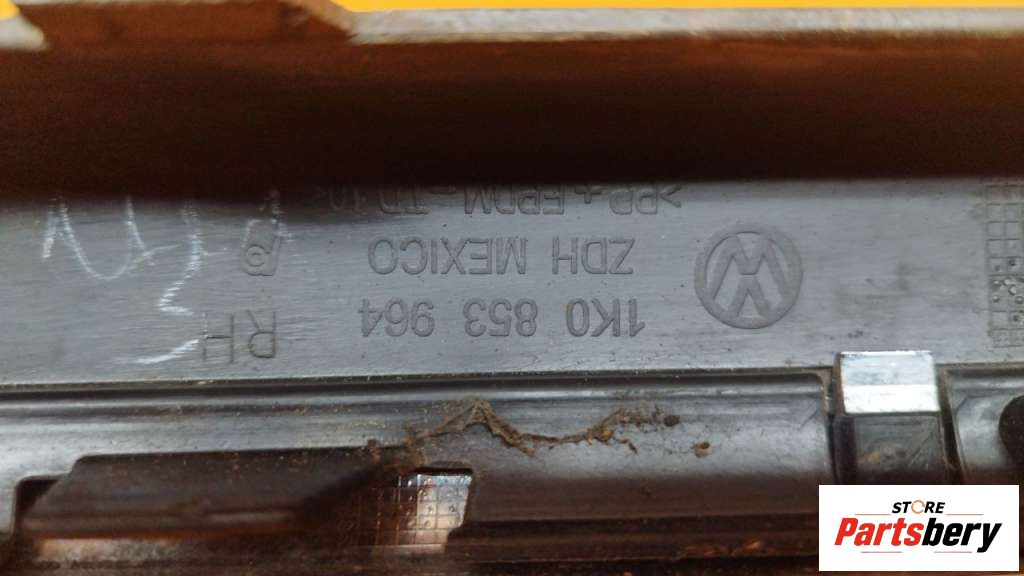 1K0 853 964 RH
ZDH MEXICO
>PP+EPDM-TD10<
STORE
Partsbery